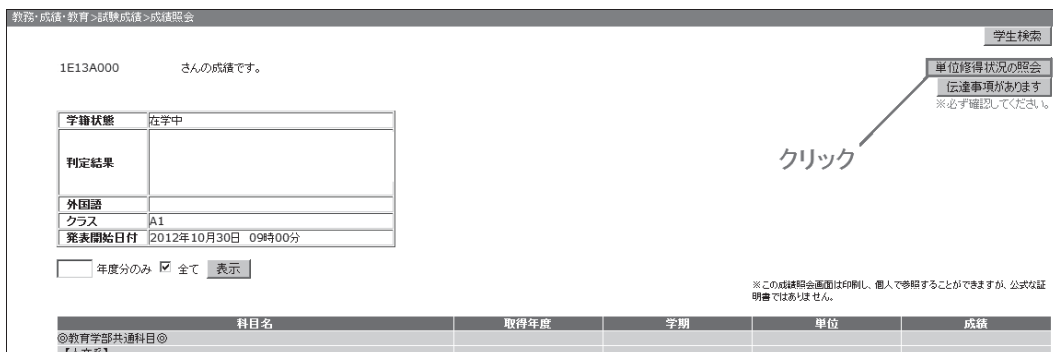 教務・成績・教育>試験成績>成績照会
学生検索
1E13A000 さんの成績です。
単位修得状況の照会
伝達事項があります
※必ず確認してください。
クリック
学籍状態 在学中
判定結果
外国語
クラス A1
発表開始日付 2012年10月30日 09時00分
年度分のみ 全て 表示
※この成績照会画面は印刷し、個人で参照することができますが、公式な証
明書ではありません。
科目名 取得年度 学期 単位 成績
◎教育学部共通科目◎
【人文系】